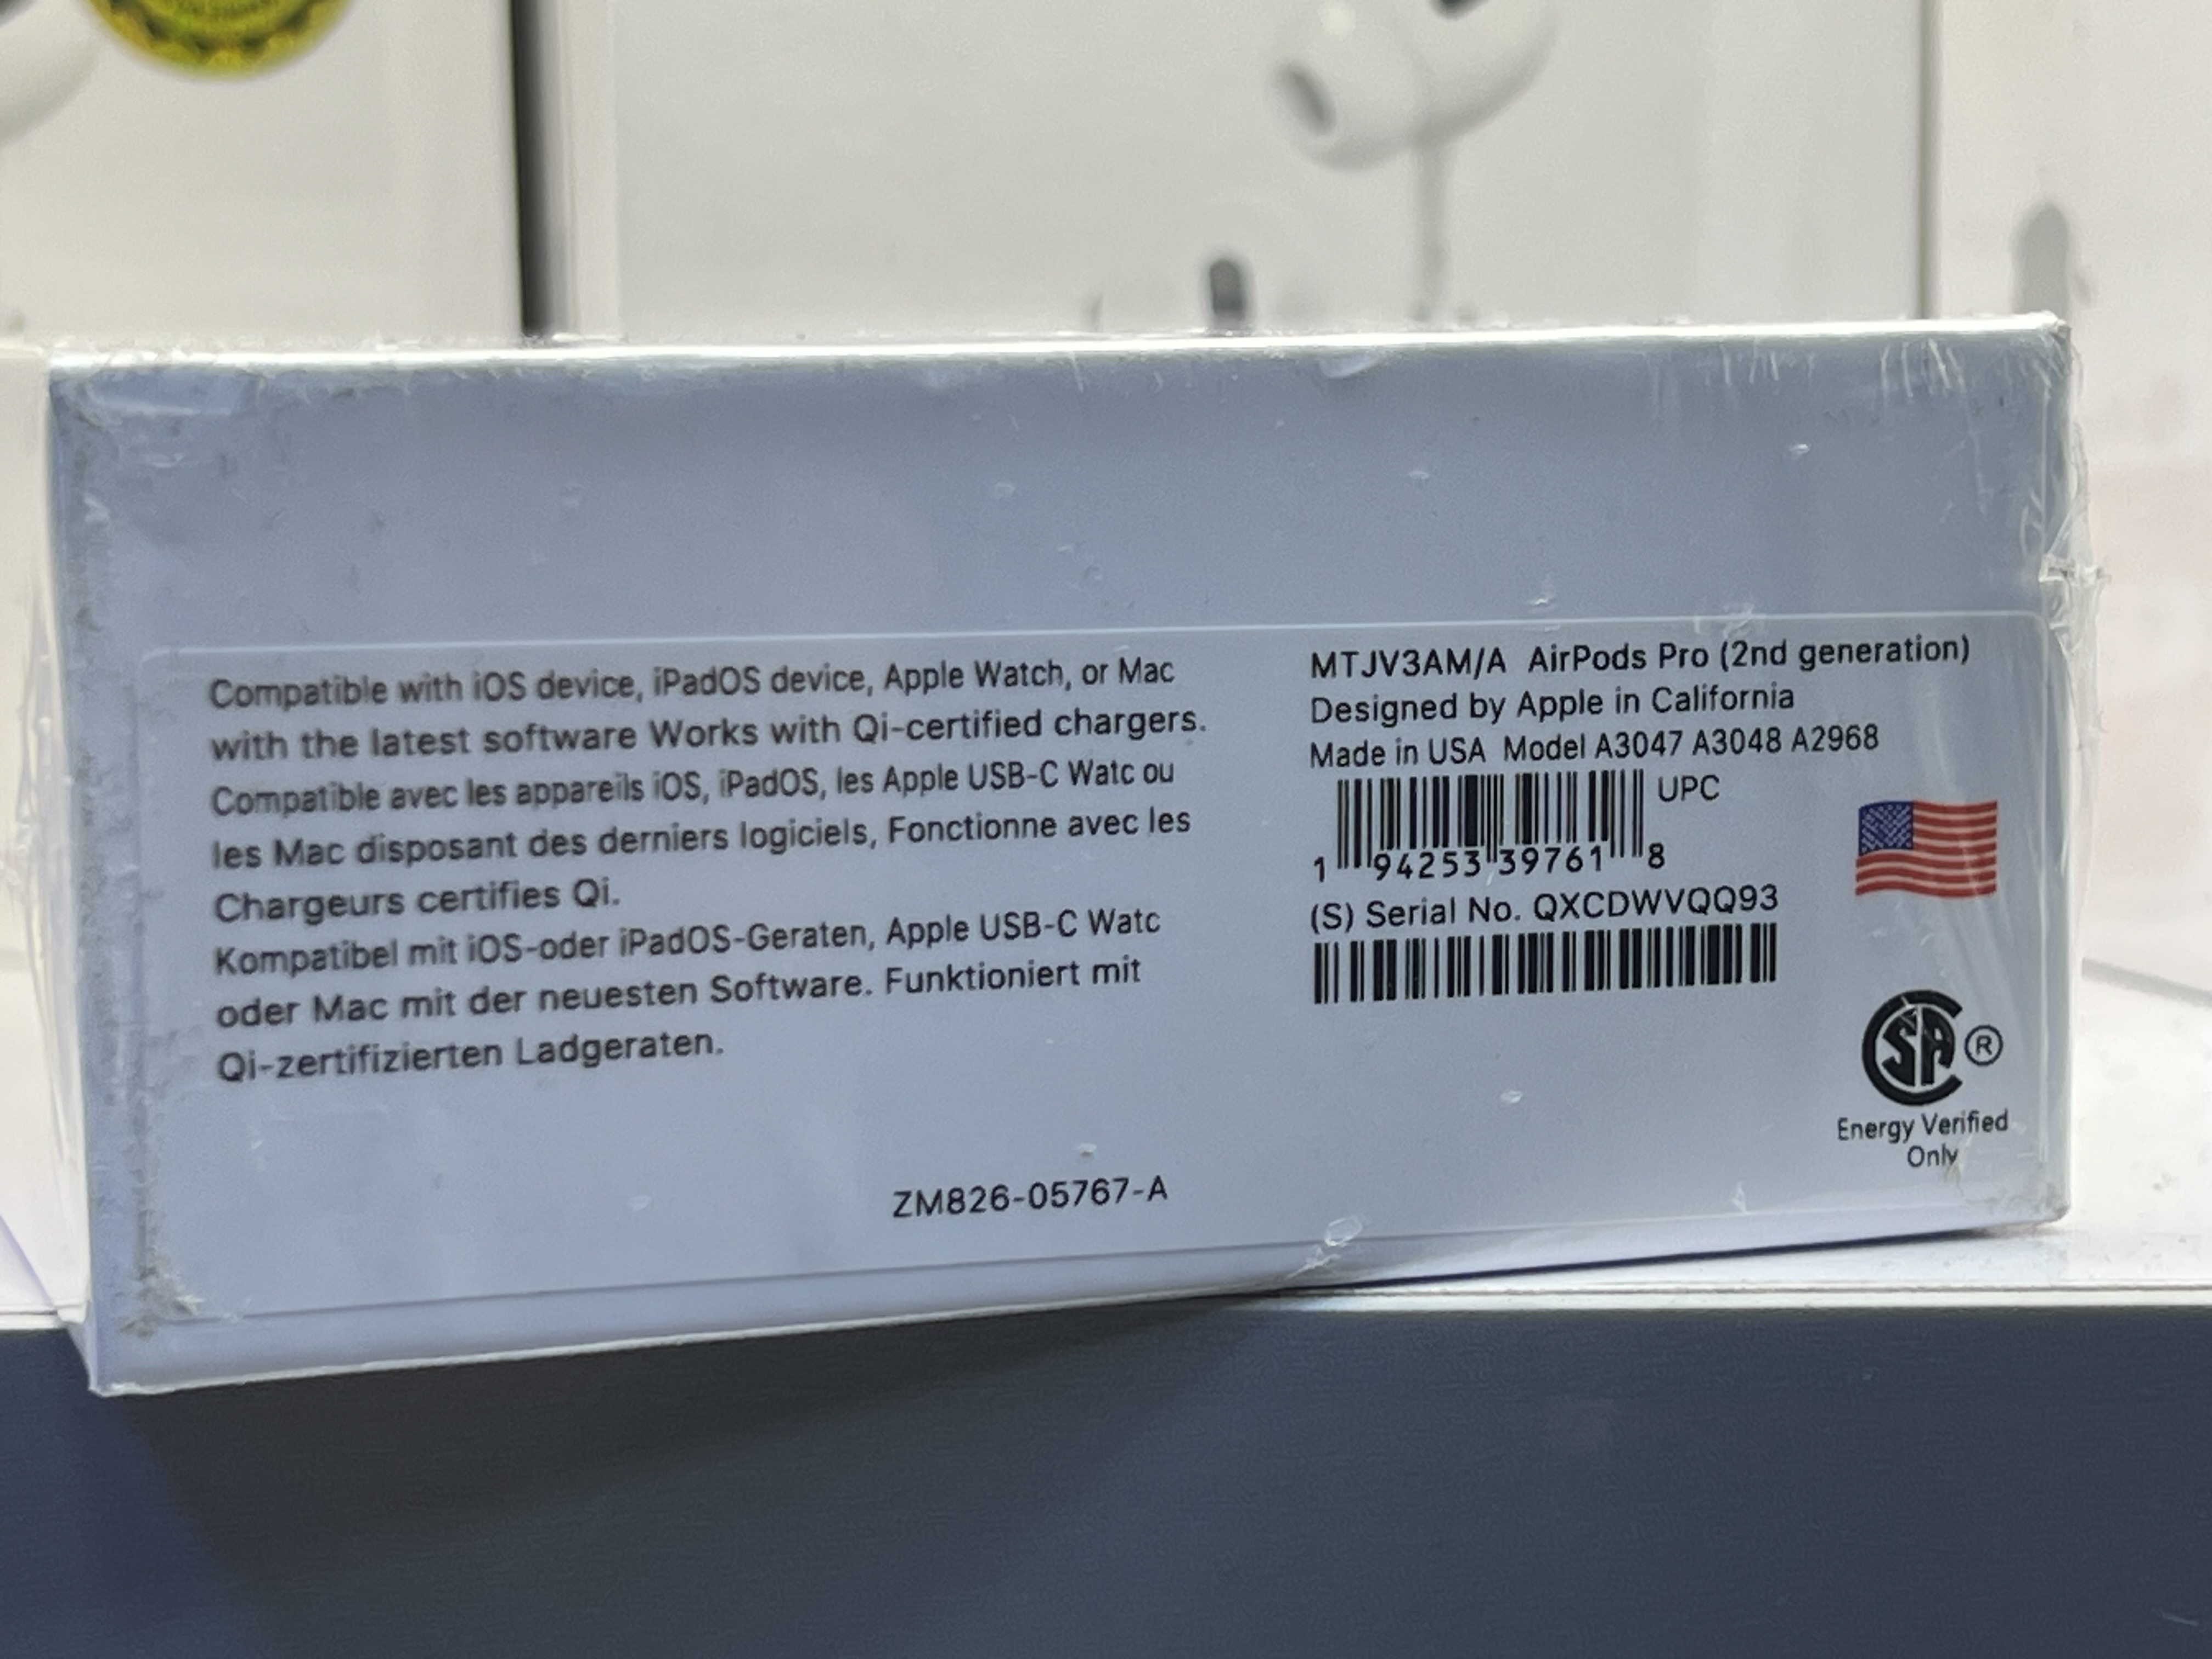 Compatible with iOS device, iPadOS device, Apple Watch, or Mac
with the latest software Works with Qi-certified chargers.
Compatible avec les appareils iOS, iPadOS, les Apple USB-C Watc ou
les Mac disposant des derniers logiciels, Fonctionne avec les
Chargeurs certifies Qi.
Kompatibel mit iOS-oder iPadOS-Geraten, Apple USB-C Watc
oder Mac mit der neuesten Software. Funktioniert mit
Qi-zertifizierten Ladgeraten.
ZM826-05767-A
MTJV3AM/A AirPods Pro (2nd generation)
Designed by Apple in California
Made in USA Model A3047 A3048 A2968
UPC
1 94253 39761 8
(S) Serial No. QXCDWVQQ93
CSA ®
Energy Verified
Only